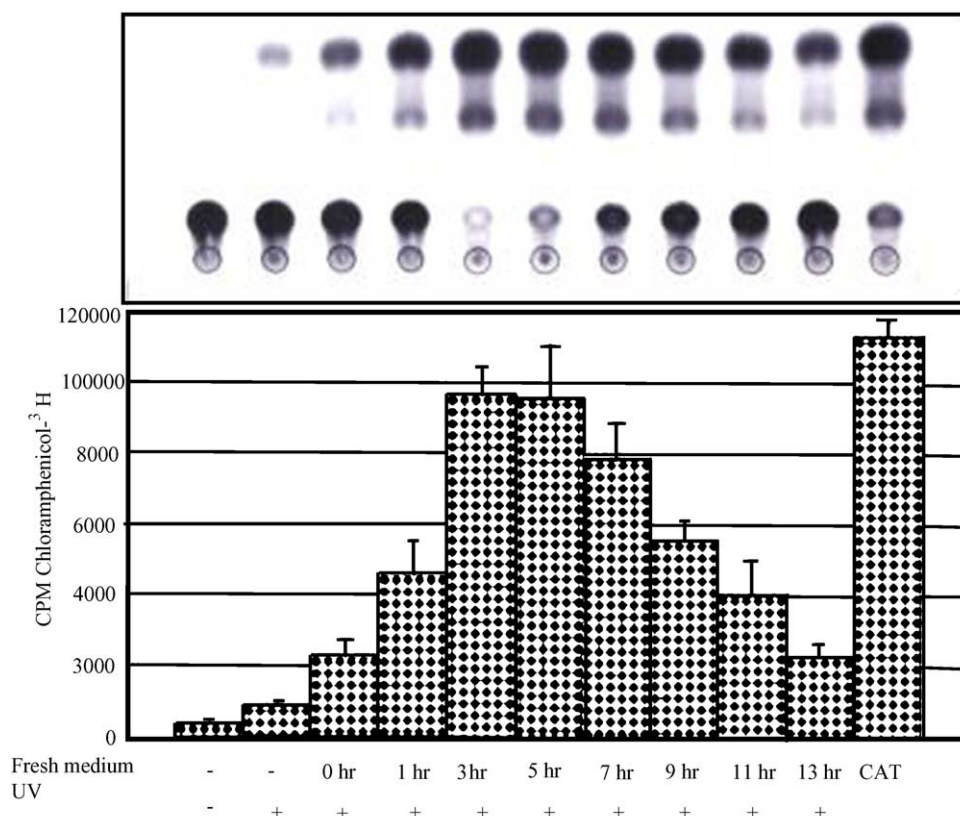 120000
100000
8000
6000
4000
3000
0
CPM Chloramphenicol-³ H
Fresh medium - - 0 hr 1 hr 3hr 5 hr 7 hr 9 hr 11 hr 13 hr CAT
UV - + + + + + + + + +